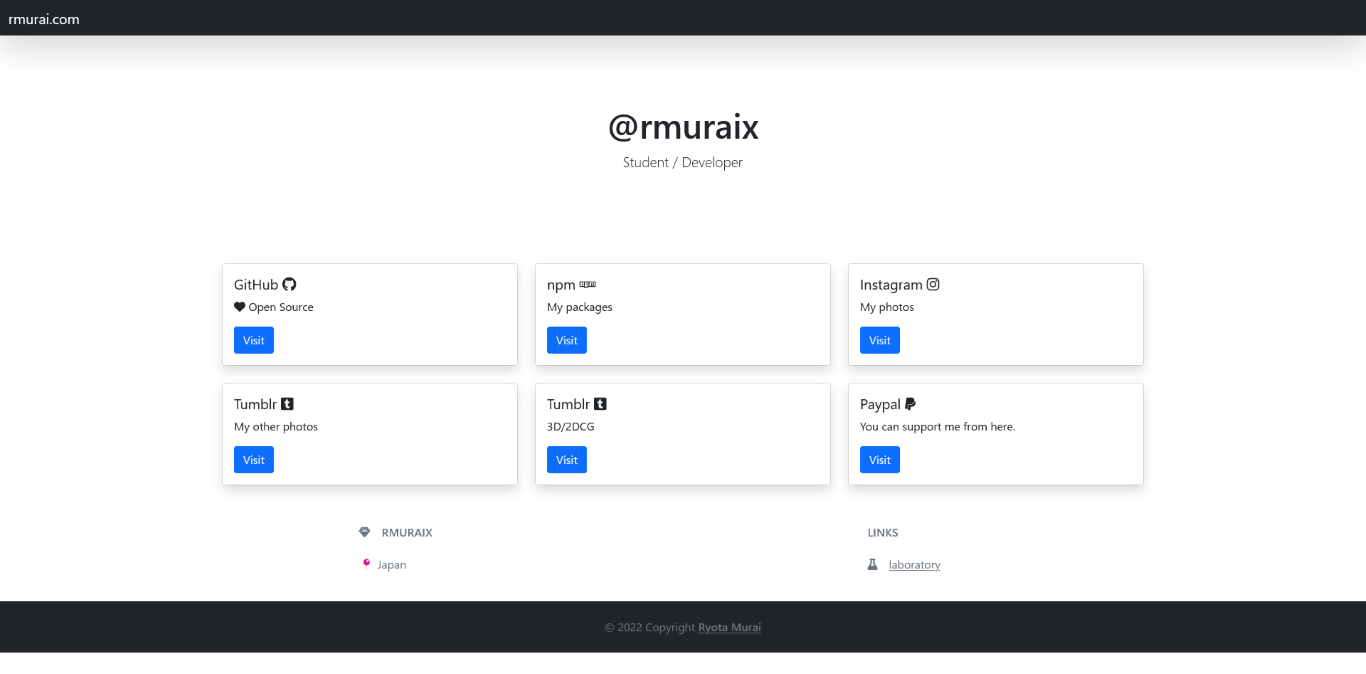 rmurai.com
@rmuraix
Student / Developer
GitHub
Open Source
Visit
npm
My packages
Visit
Instagram
My photos
Visit
Tumblr
My other photos
Visit
Tumblr
3D/2DCG
Visit
Paypal
You can support me from here.
Visit
RMURAIX
Japan
LINKS
laboratory
© 2022 Copyright Ryota Murai